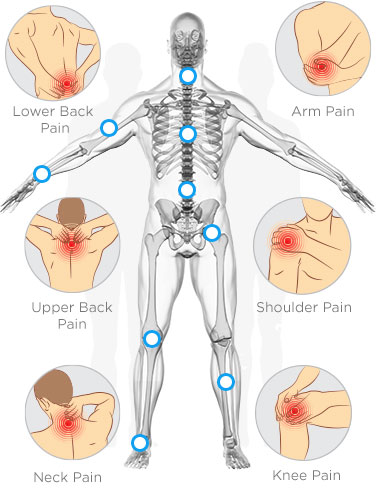 Lower Back
Pain
Arm Pain
Upper Back
Pain
Shoulder Pain
Neck Pain
Knee Pain